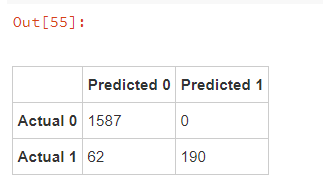 Out[55]:
Predicted 0 Predicted 1
Actual 0 1587 0
Actual 1 62 190